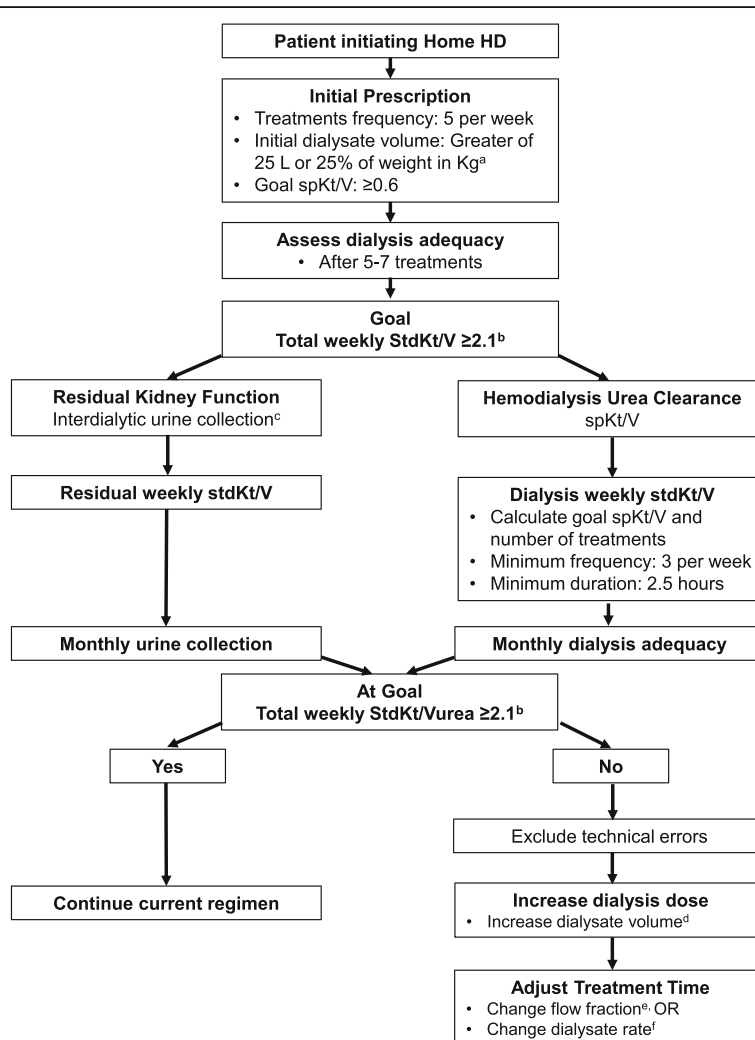 Patient initiating Home HD
Initial Prescription
• Treatments frequency: 5 per week
• Initial dialysate volume: Greater of
25 L or 25% of weight in Kgᵃ
• Goal spKt/V: ≥0.6
Assess dialysis adequacy
• After 5-7 treatments
Goal
Total weekly StdKt/V ≥2.1ᵇ
Residual Kidney Function
Interdialytic urine collectionᶜ
Hemodialysis Urea Clearance
spKt/V
Residual weekly stdKt/V
Dialysis weekly stdKt/V
• Calculate goal spKt/V and
number of treatments
• Minimum frequency: 3 per week
• Minimum duration: 2.5 hours
Monthly urine collection
Monthly dialysis adequacy
At Goal
Total weekly StdKt/Vurea ≥2.1ᵇ
Yes
No
Exclude technical errors
Continue current regimen
Increase dialysis dose
• Increase dialysate volumeᵈ
Adjust Treatment Time
• Change flow fractionᵉ, OR
• Change dialysate rateᶠ